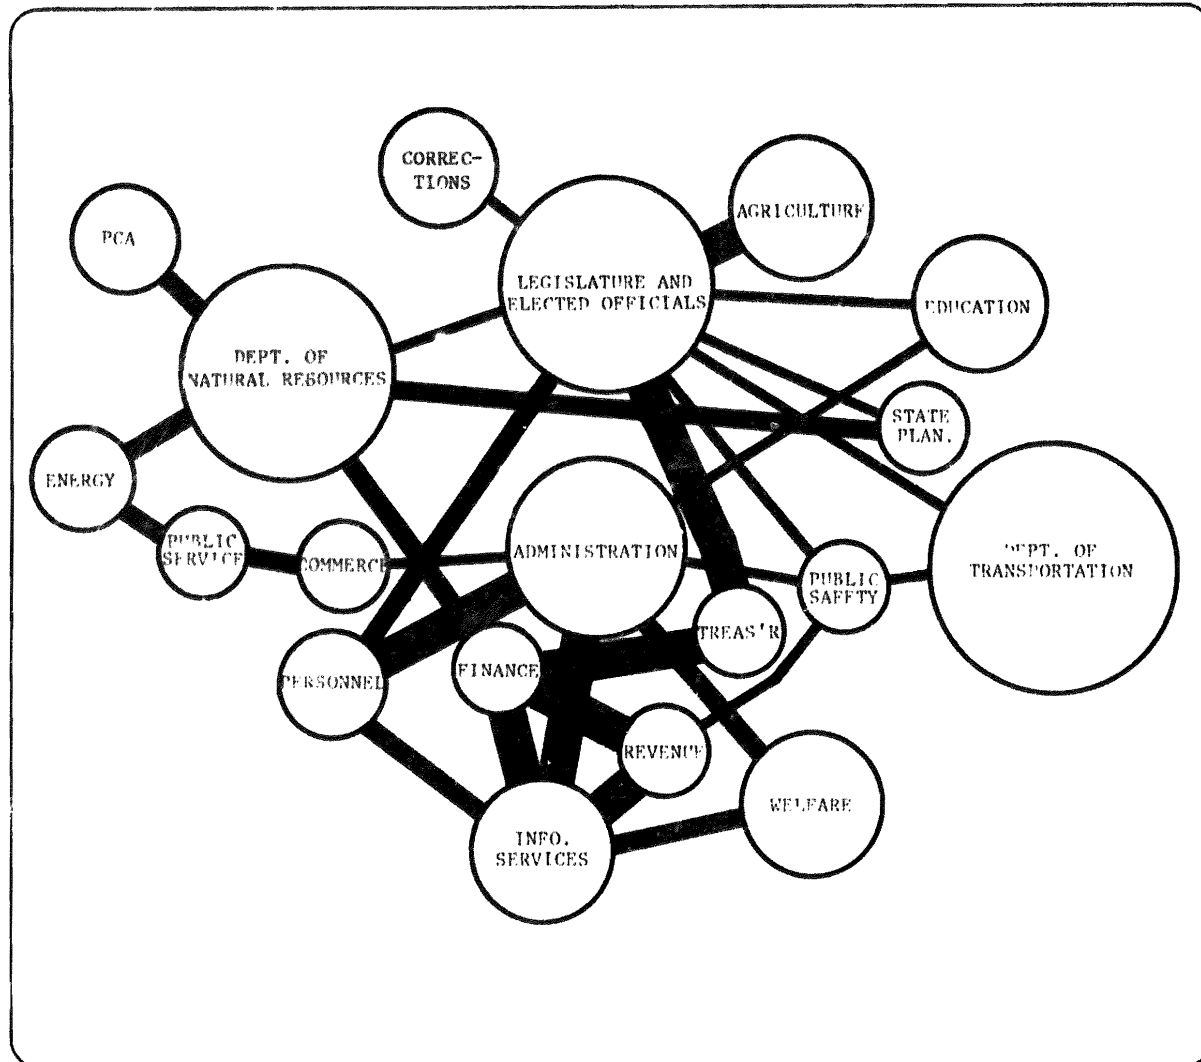 CORREC-
TIONS
AGRICULTURE
PCA
LEGISLATURE AND
ELECTED OFFICIALS
EDUCATION
DEPT. OF
NATURAL RESOURCES
STATE
PLAN.
ENERGY
PUBLIC
SERVICE
COMMERCE
ADMINISTRATION
DEPT. OF
TRANSPORTATION
PUBLIC
SAFETY
TREAS'R
PERSONNEL
FINANCE
REVENUE
WELFARE
INFO.
SERVICES